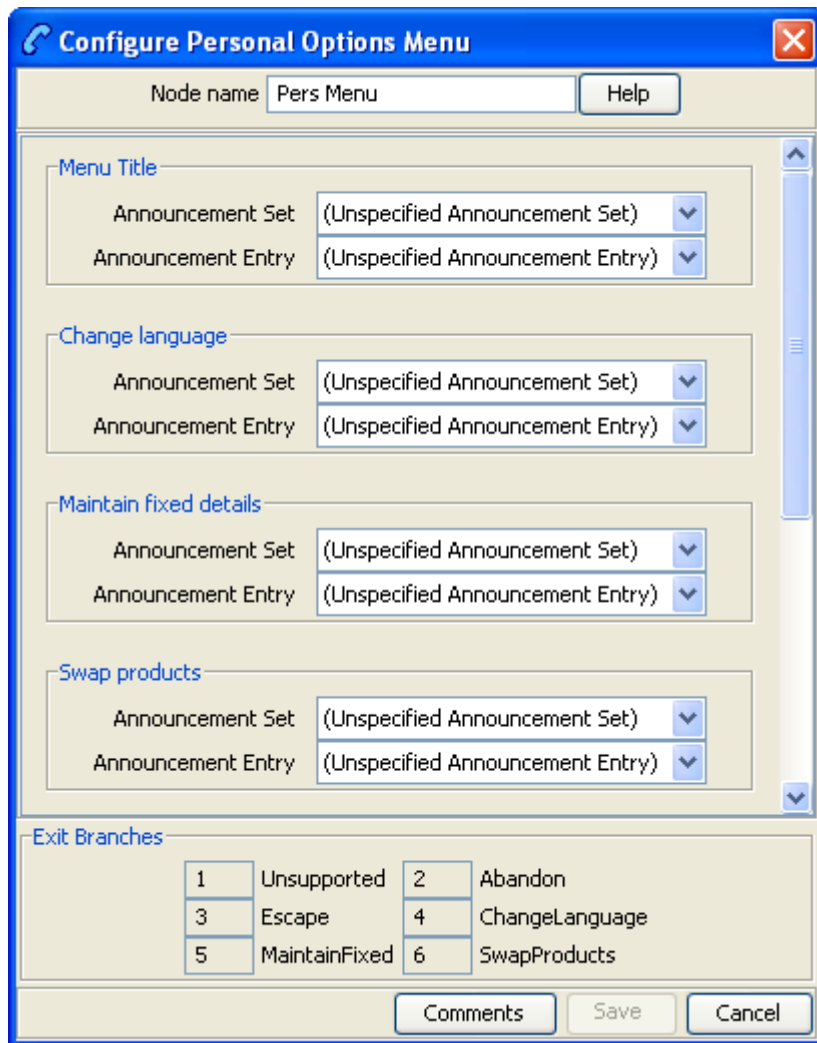 Configure Personal Options Menu
Node name Pers Menu Help
Menu Title
Announcement Set (Unspecified Announcement Set)
Announcement Entry (Unspecified Announcement Entry)
Change language
Announcement Set (Unspecified Announcement Set)
Announcement Entry (Unspecified Announcement Entry)
Maintain fixed details
Announcement Set (Unspecified Announcement Set)
Announcement Entry (Unspecified Announcement Entry)
Swap products
Announcement Set (Unspecified Announcement Set)
Announcement Entry (Unspecified Announcement Entry)
Exit Branches
1 Unsupported 2 Abandon
3 Escape 4 ChangeLanguage
5 MaintainFixed 6 SwapProducts
Comments Save Cancel